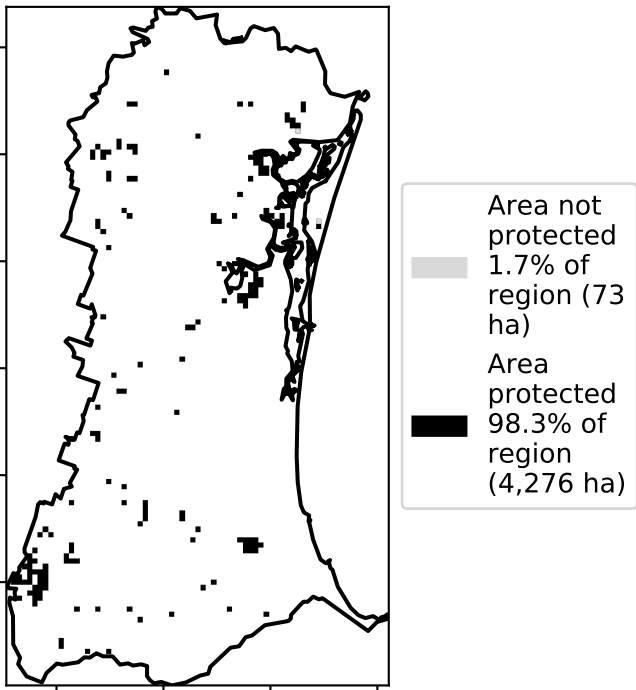 Area not
protected
1.7% of
region (73
ha)
Area
protected
98.3% of
region
(4,276 ha)